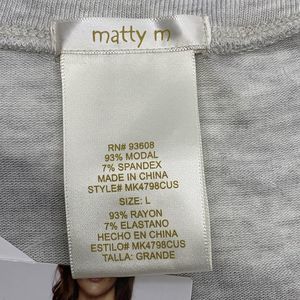 matty m
RN# 93608
93% MODAL
7% SPANDEX
MADE IN CHINA
STYLE# MK4798CUS
SIZE: L
93% RAYON
7% ELASTANO
HECHO EN CHINA
ESTILO# MK4798CUS
TALLA: GRANDE